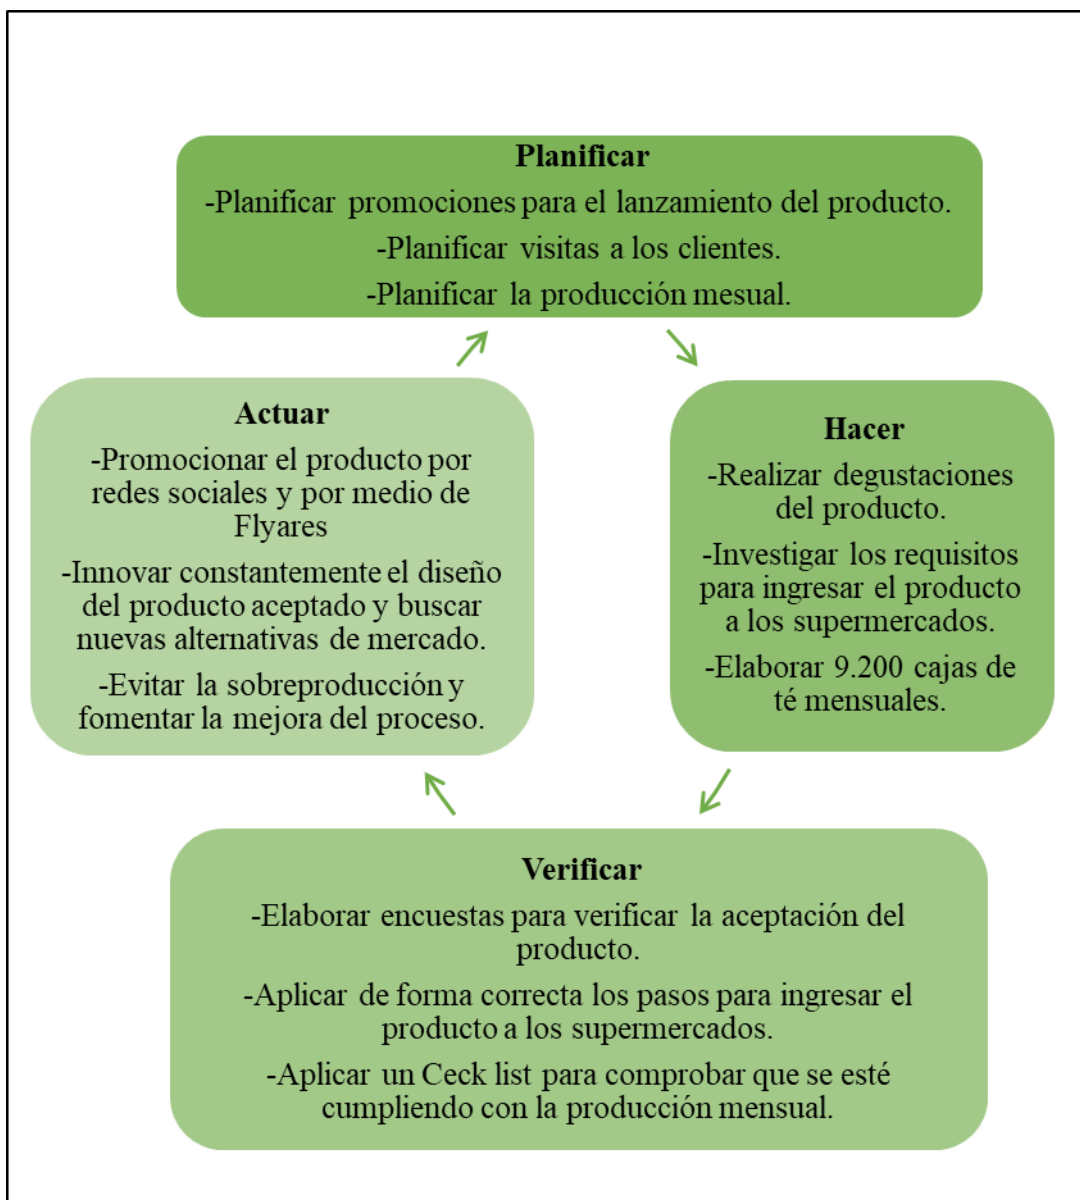 Planificar
-Planificar promociones para el lanzamiento del producto.
-Planificar visitas a los clientes.
-Planificar la producción mesual.
Hacer
-Realizar degustaciones
del producto.
-Investigar los requisitos
para ingresar el producto
a los supermercados.
-Elaborar 9.200 cajas de
té mensuales.
Verificar
-Elaborar encuestas para verificar la aceptación del
producto.
-Aplicar de forma correcta los pasos para ingresar el
producto a los supermercados.
-Aplicar un Ceck list para comprobar que se esté
cumpliendo con la producción mensual.
Actuar
-Promocionar el producto por
redes sociales y por medio de
Flyares
-Innovar constantemente el diseño
del producto aceptado y buscar
nuevas alternativas de mercado.
-Evitar la sobreproducción y
fomentar la mejora del proceso.